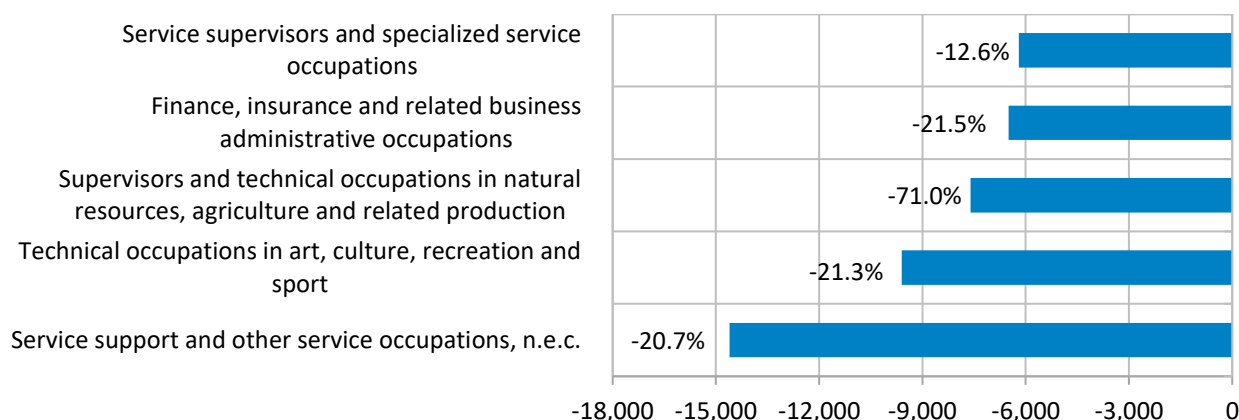 Service supervisors and specialized service
occupations
-12.6%
Finance, insurance and related business
administrative occupations
-21.5%
Supervisors and technical occupations in natural
resources, agriculture and related production
-71.0%
Technical occupations in art, culture, recreation and
sport
-21.3%
Service support and other service occupations, n.e.c.
-20.7%
-18,000 -15,000 -12,000 -9,000 -6,000 -3,000 0